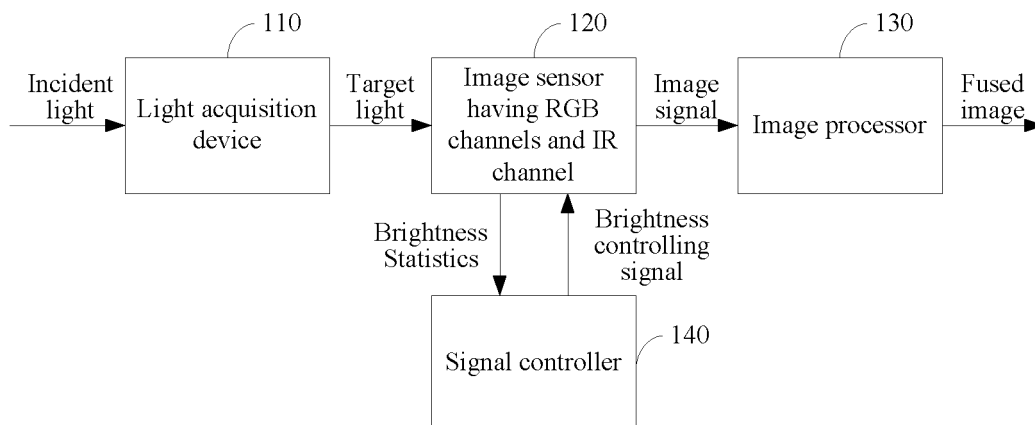 110
120
130
Incident
light
Light acquisition
device
Target
light
Image sensor
having RGB
channels and IR
channel
Image
signal
Image processor
Fused
image
Brightness
Statistics
Brightness
controlling
signal
140
Signal controller